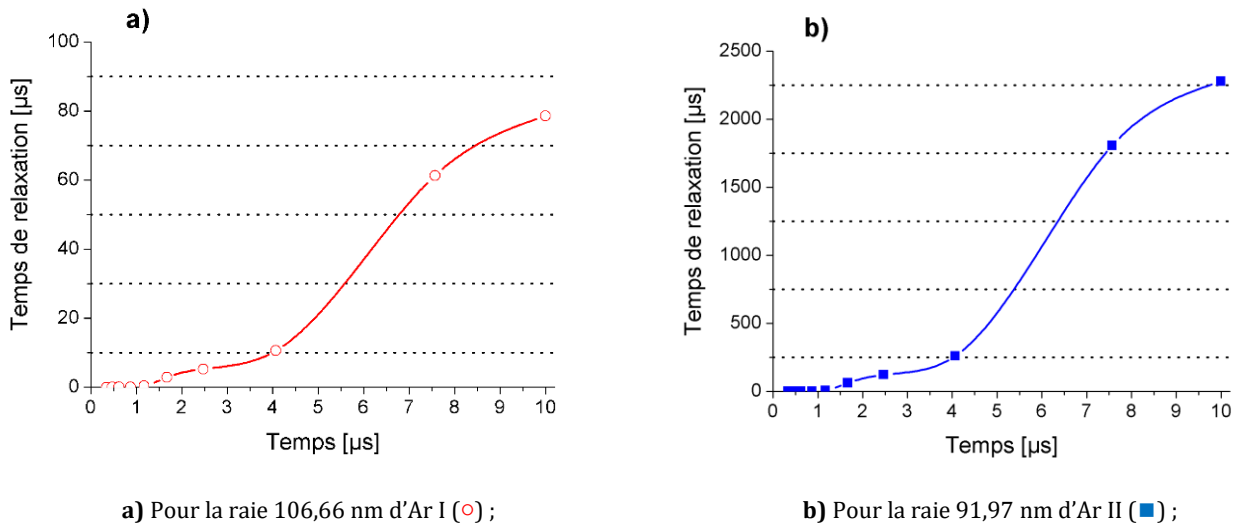 a)
100
80
60
40
20
0
Temps de relaxation [µs]
0 1 2 3 4 5 6 7 8 9 10
Temps [µs]
a) Pour la raie 106,66 nm d'Ar I (○) ;
b)
2500
2000
1500
1000
500
0
Temps de relaxation [µs]
0 1 2 3 4 5 6 7 8 9 10
Temps [µs]
b) Pour la raie 91,97 nm d'Ar II (■) ;